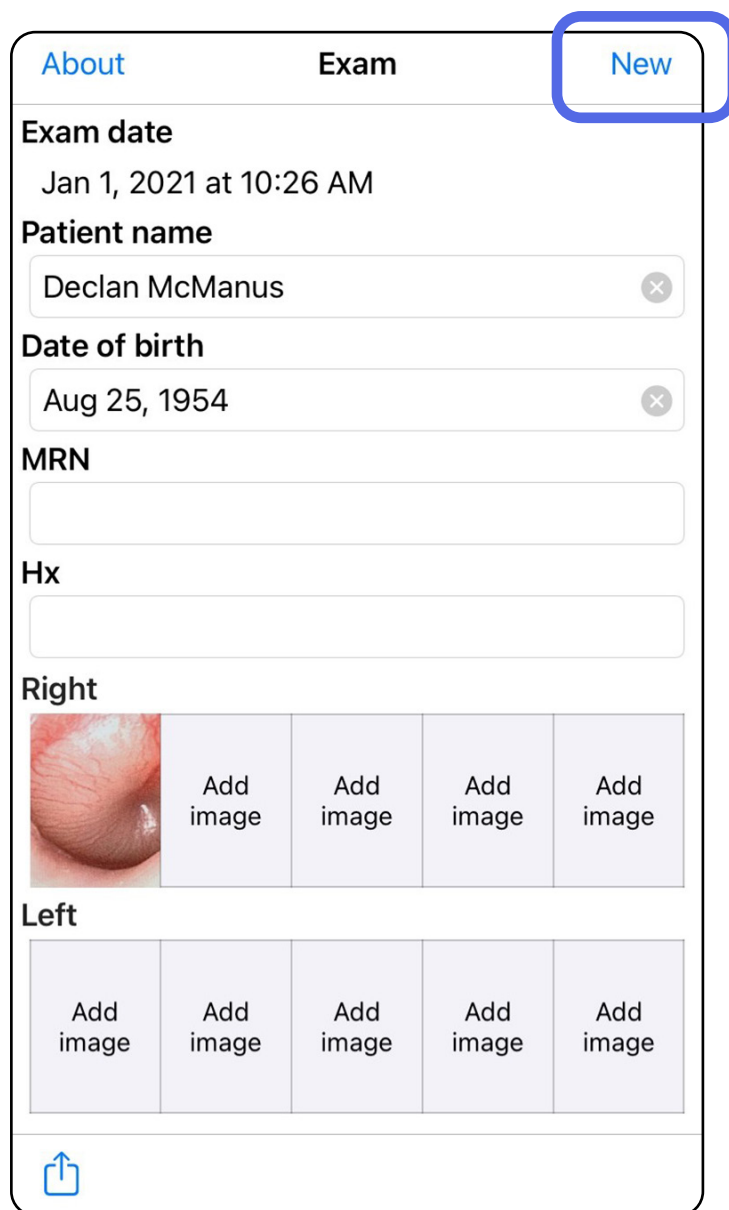 About Exam New
Exam date
Jan 1, 2021 at 10:26 AM
Patient name
Declan McManus
Date of birth
Aug 25, 1954
MRN
Hx
Right
Add image
Add image
Add image
Add image
Left
Add image
Add image
Add image
Add image
Add image